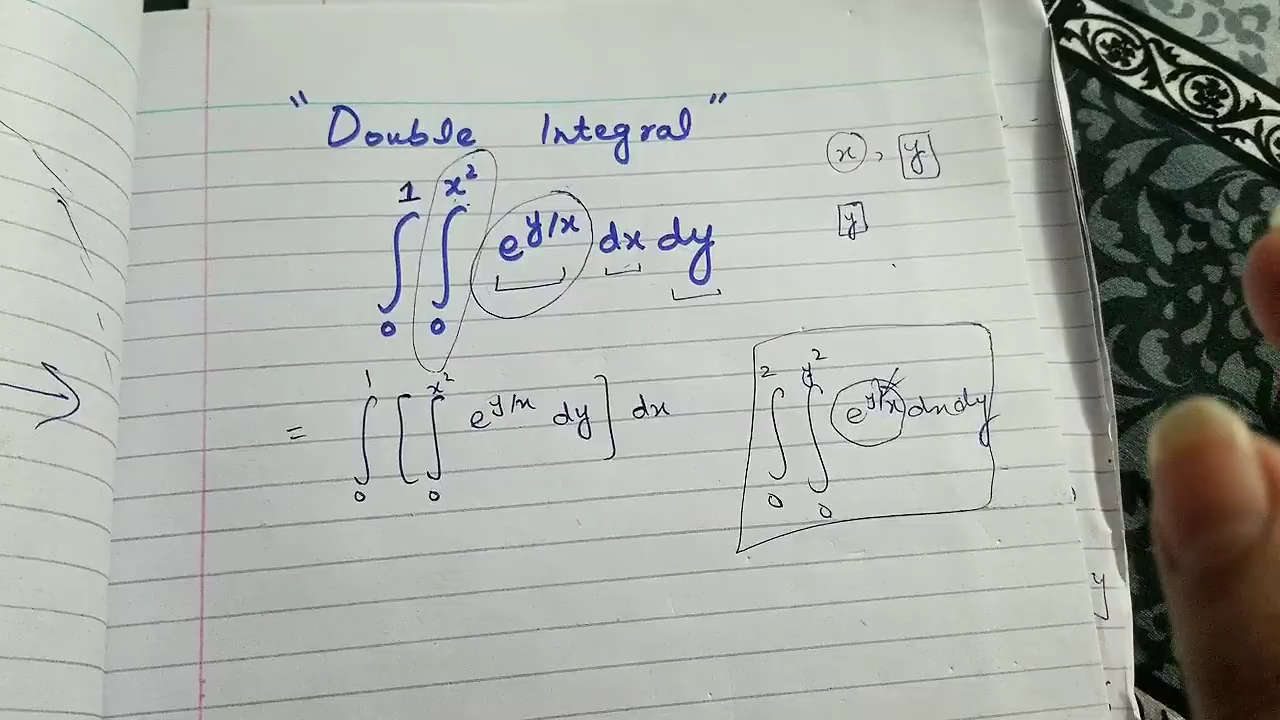 "Double Integral"
x, y
y
∫₀¹ ∫₀^{x²} e^{y/x} dx dy
= ∫₀¹ [ ∫₀^{x²} e^{y/x} dy ] dx
∫₀² ∫₀^{y²} e^{y/x} dx dy
y